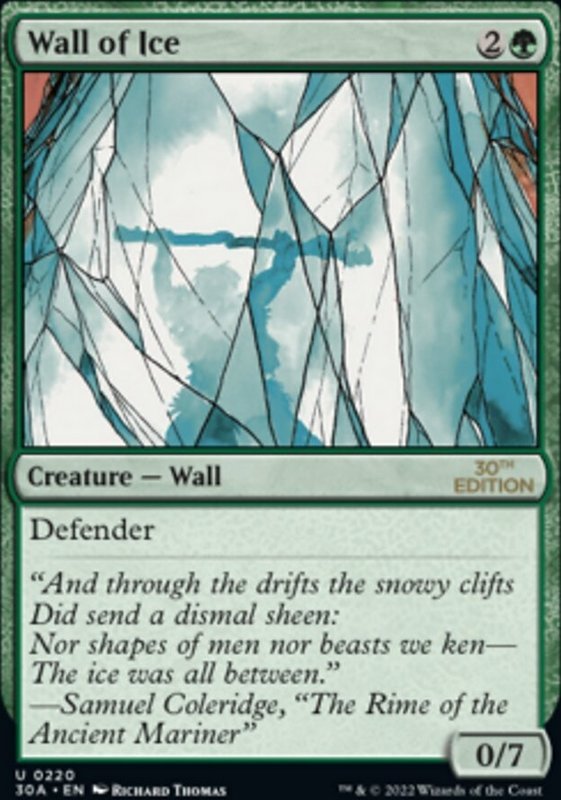 Wall of Ice 2
Creature — Wall
30TH
EDITION
Defender
“And through the drifts the snowy clifts
Did send a dismal sheen:
Nor shapes of men nor beasts we ken—
The ice was all between.”
—Samuel Coleridge, “The Rime of the
Ancient Mariner”
0/7
U 0220
30A • EN RICHARD THOMAS
™ & © 2022 Wizards of the Coast